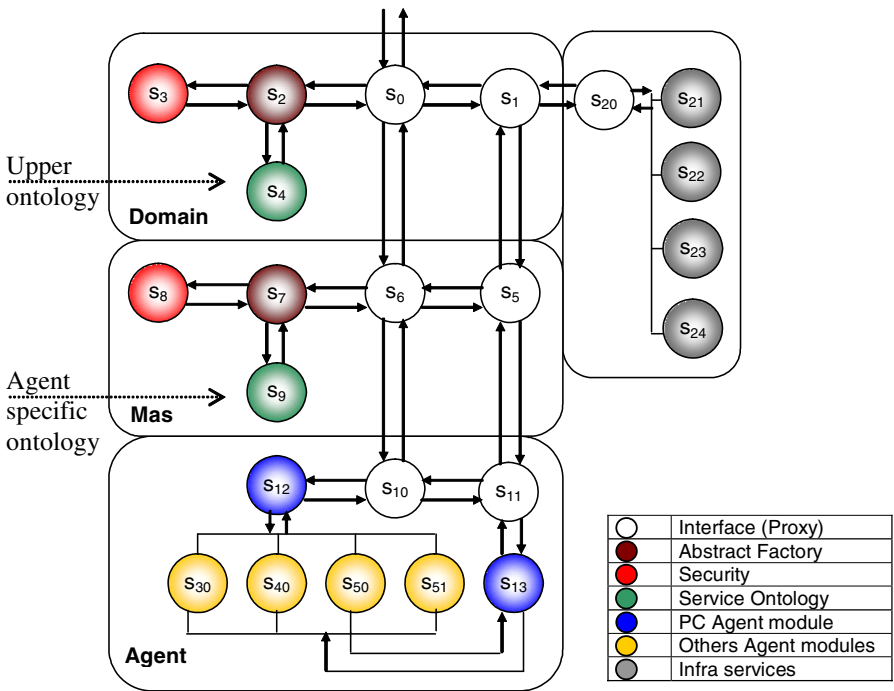 s3
s2
s0
s1
s20
s21
Upper
ontology
s4
s22
Domain
s23
s8
s7
s6
s5
s24
Agent
specific
ontology
s9
Mas
s12
s10
s11
s30
s40
s50
s51
s13
Agent
Interface (Proxy)
Abstract Factory
Security
Service Ontology
PC Agent module
Others Agent modules
Infra services